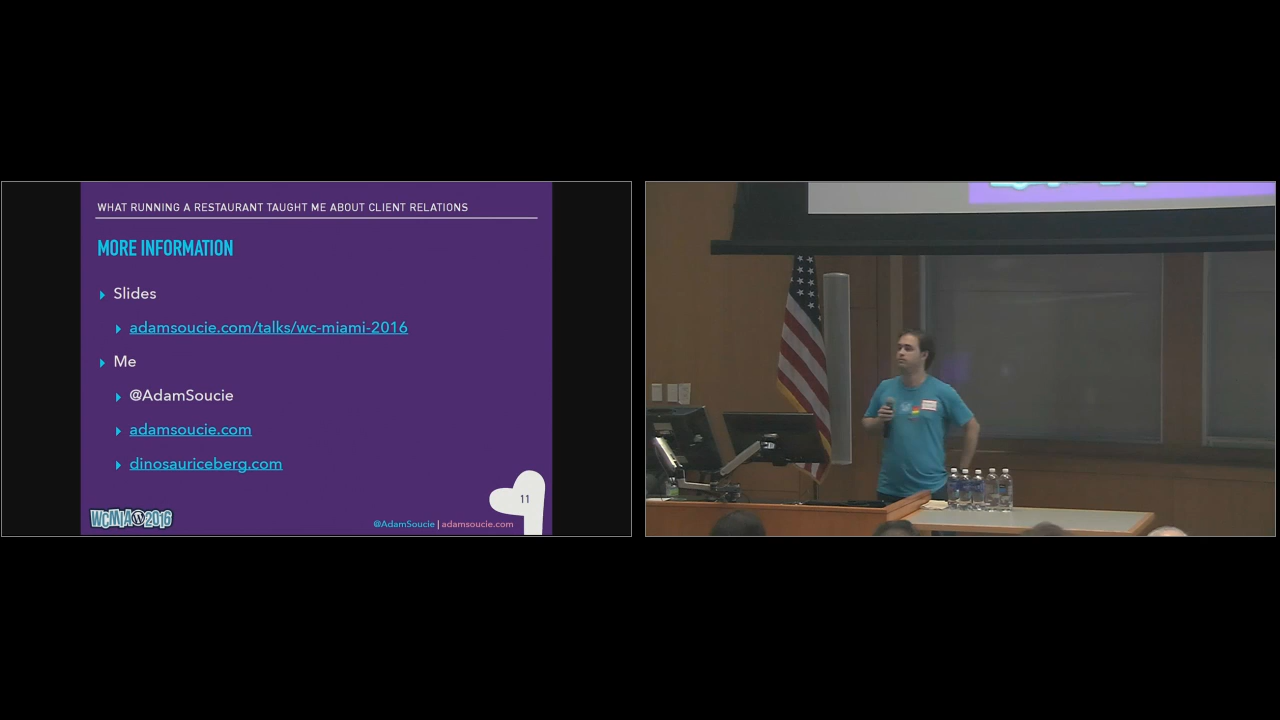 WHAT RUNNING A RESTAURANT TAUGHT ME ABOUT CLIENT RELATIONS
MORE INFORMATION
Slides
adamsoucie.com/talks/wc-miami-2016
Me
@AdamSoucie
adamsoucie.com
dinosauriceberg.com
11
WCMIA 2016
@AdamSoucie | adamsoucie.com